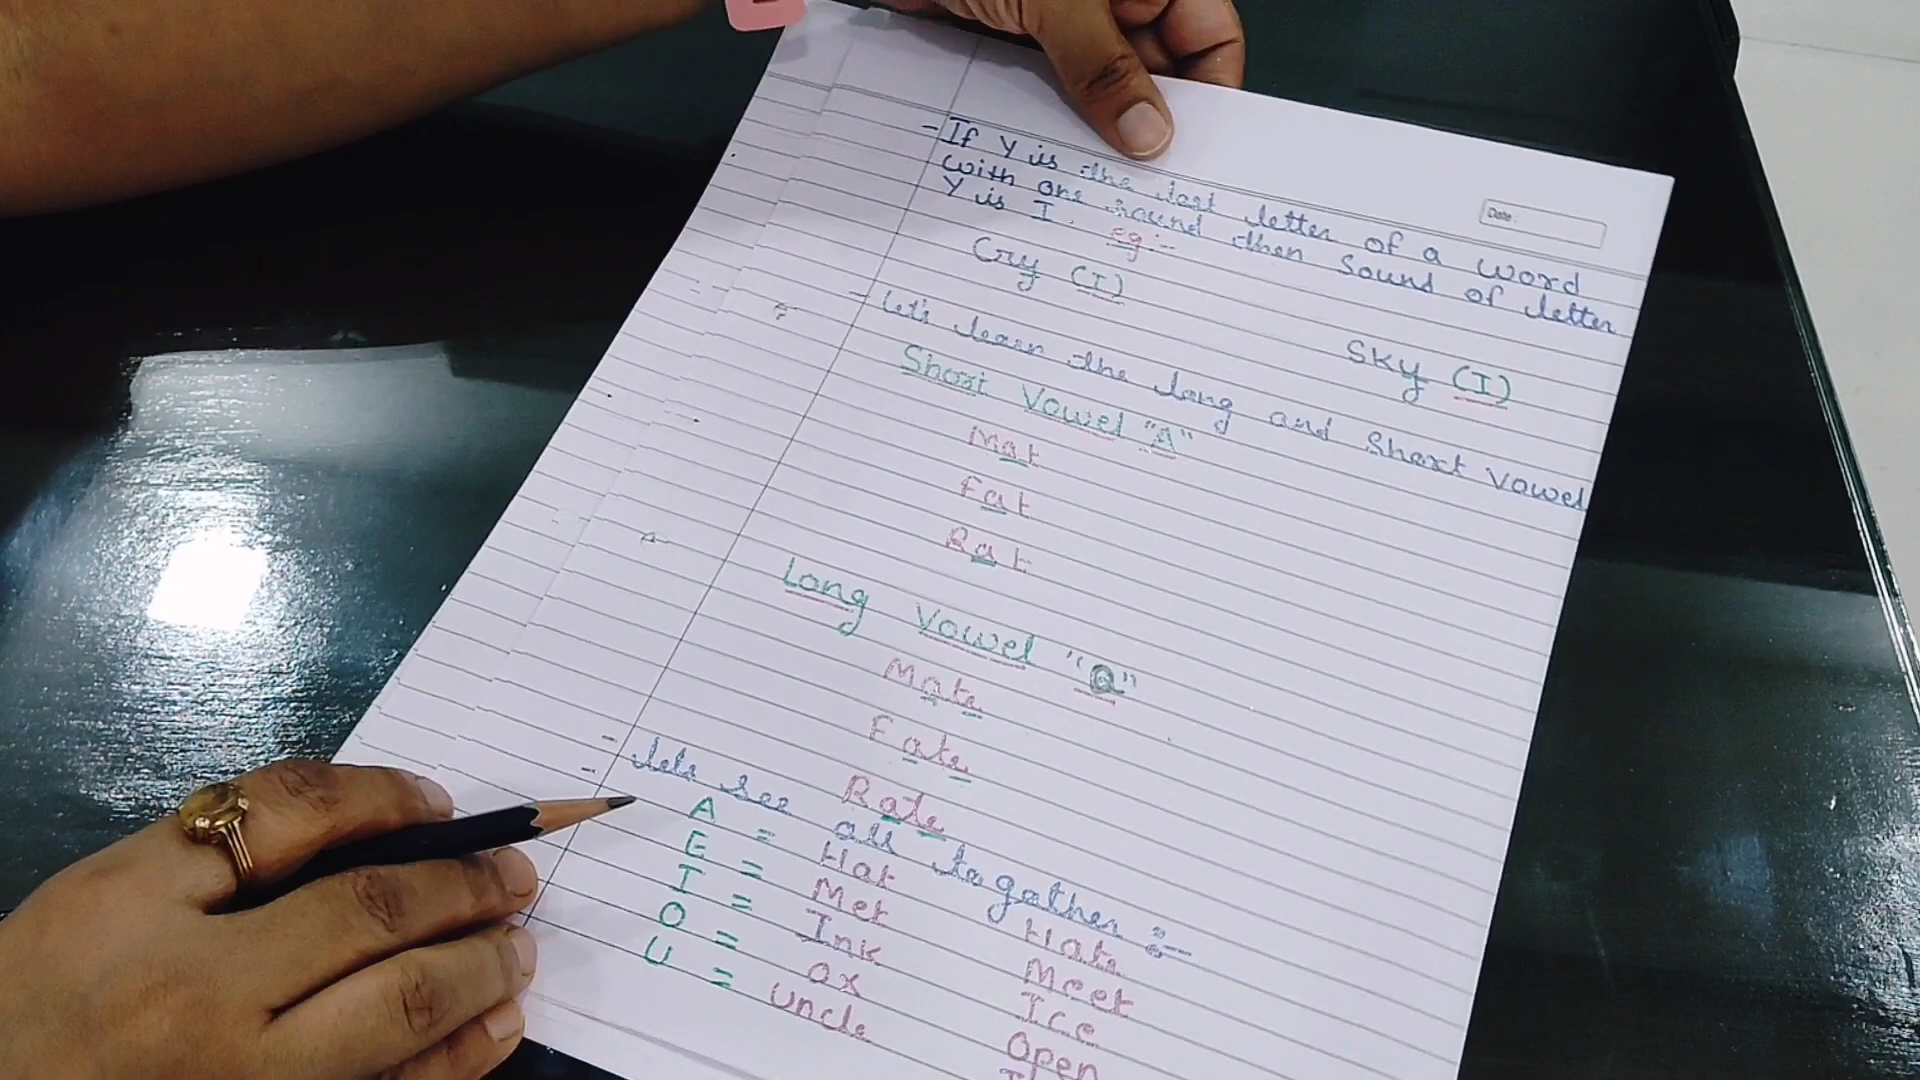 Date:
- If Y is the last letter of a word
with one sound then sound of letter
Y is I. eg :-
Cry (I) Sky (I)
- Let's learn the long and Short Vowel
Short Vowel "A"
Mat
Fat
Rat
Long Vowel "a"
Mate
Fate
Rate
- lets see all togather :-
A = Hat Hate
E = Met Meet
I = Ink Ice
O = Ox Open
U = Uncle